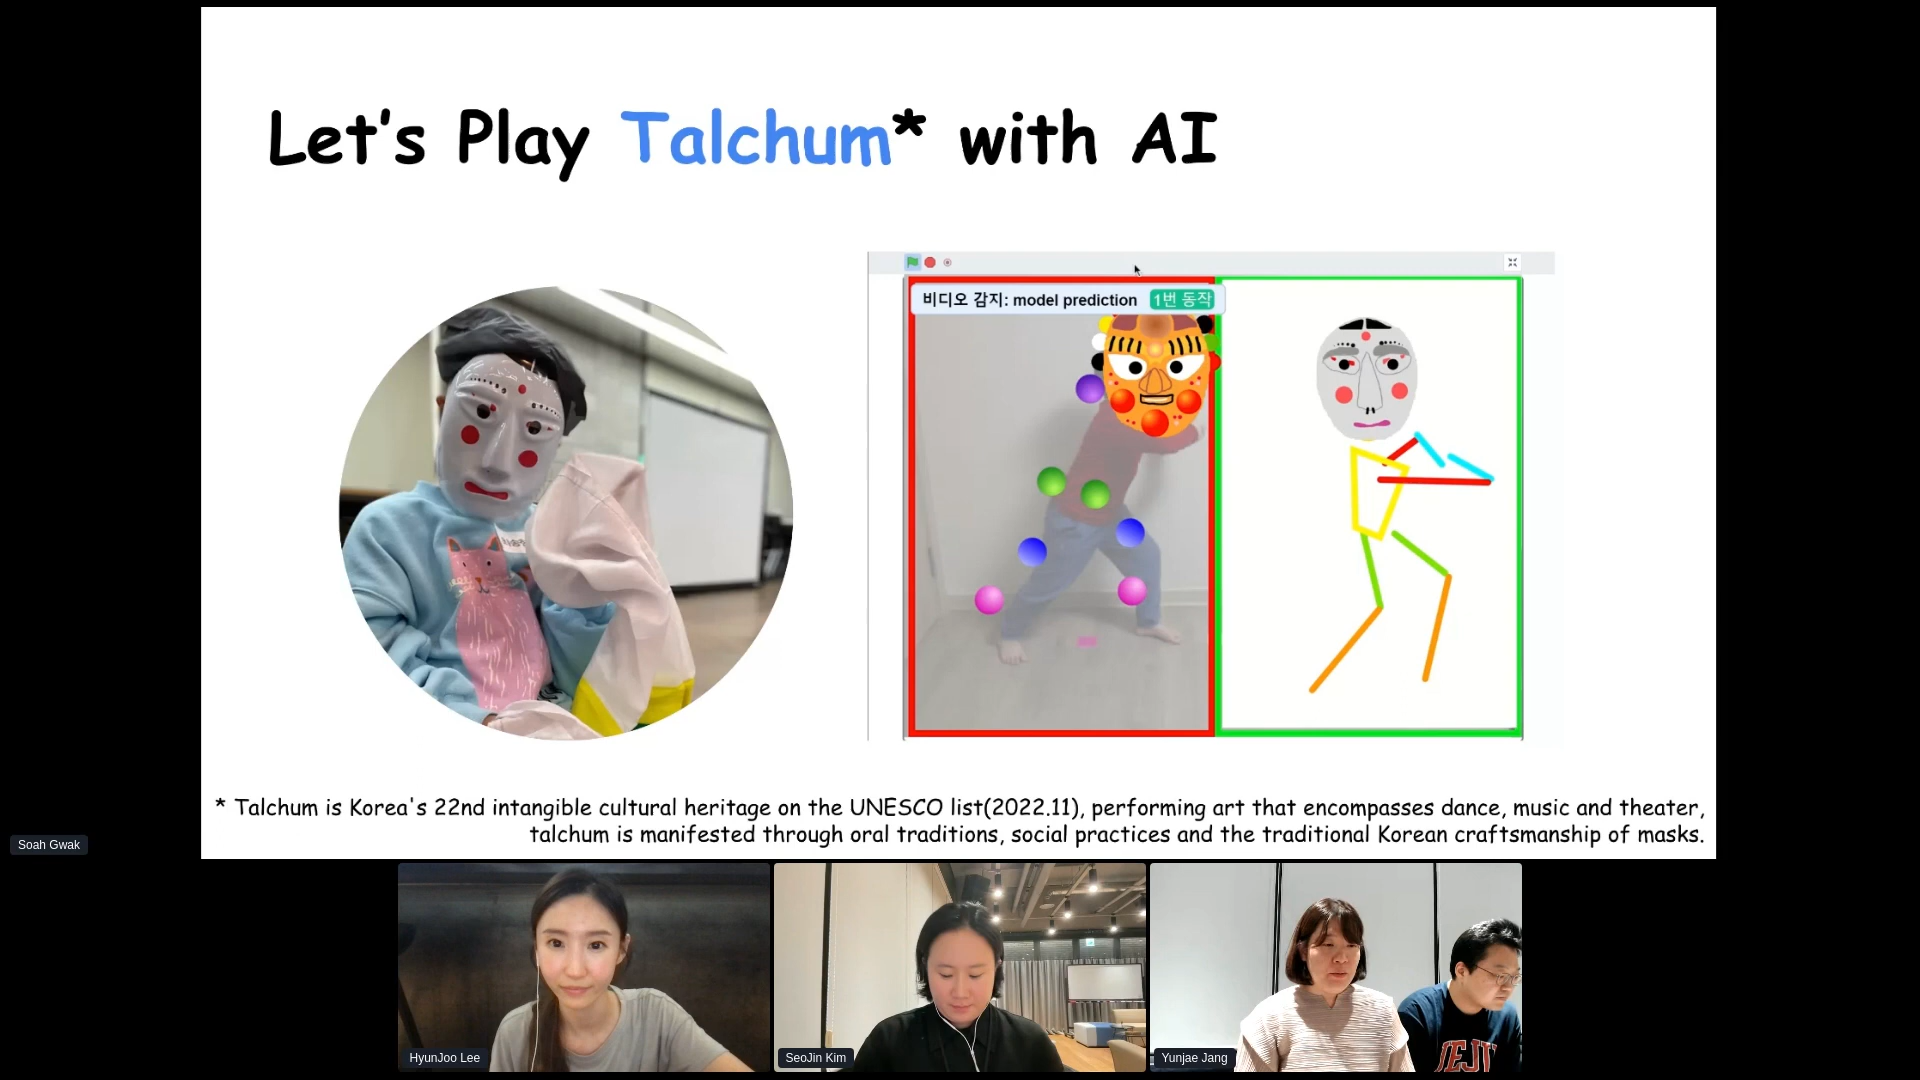 Let's Play Talchum* with AI
비디오 감지: model prediction 1번 동작
* Talchum is Korea's 22nd intangible cultural heritage on the UNESCO list(2022.11), performing art that encompasses dance, music and theater,
talchum is manifested through oral traditions, social practices and the traditional Korean craftsmanship of masks.
Soah Gwak
HyunJoo Lee
SeoJin Kim
Yunjae Jang